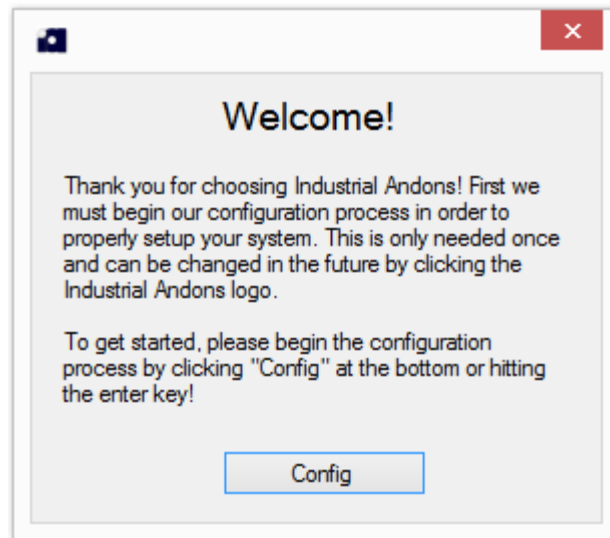 Welcome!
Thank you for choosing Industrial Andons! First we
must begin our configuration process in order to
properly setup your system. This is only needed once
and can be changed in the future by clicking the
Industrial Andons logo.
To get started, please begin the configuration
process by clicking "Config" at the bottom or hitting
the enter key!
Config